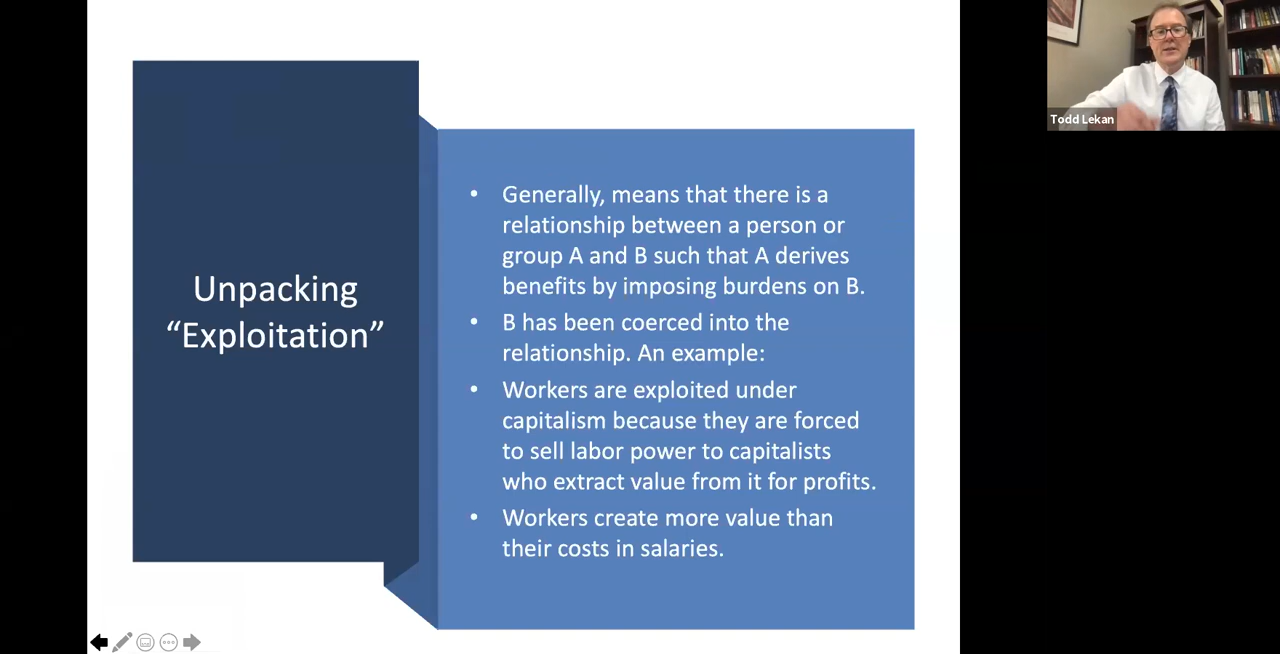 Unpacking
“Exploitation”
• Generally, means that there is a
relationship between a person or
group A and B such that A derives
benefits by imposing burdens on B.
• B has been coerced into the
relationship. An example:
• Workers are exploited under
capitalism because they are forced
to sell labor power to capitalists
who extract value from it for profits.
• Workers create more value than
their costs in salaries.
Todd Lekan